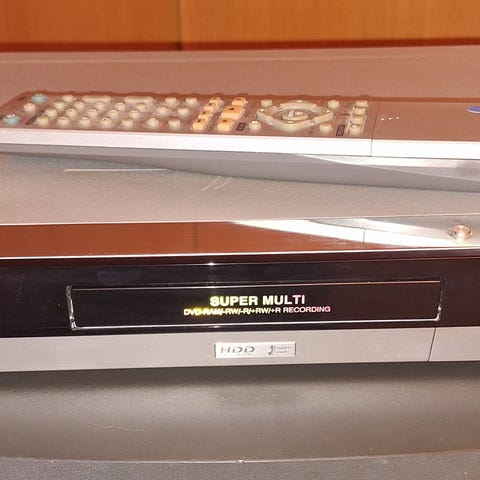 SUPER MULTI
DVD-RAM/-RW/-R/+RW/+R RECORDING
HDD